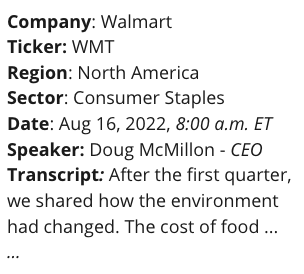 Company: Walmart
Ticker: WMT
Region: North America
Sector: Consumer Staples
Date: Aug 16, 2022, 8:00 a.m. ET
Speaker: Doug McMillon - CEO
Transcript: After the first quarter,
we shared how the environment
had changed. The cost of food ...
...